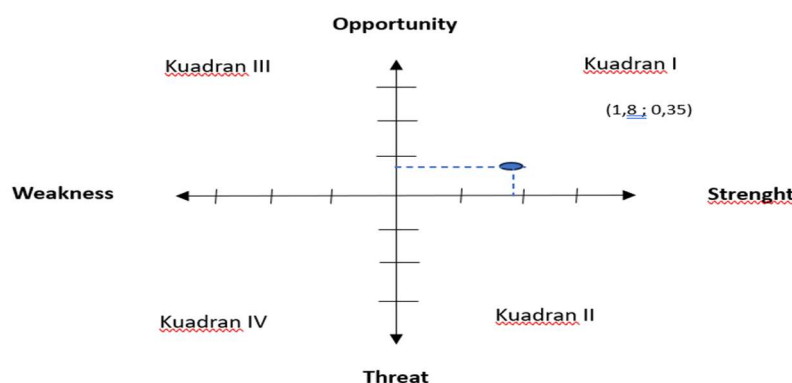 Opportunity
Kuadran III
Kuadran I
(1,8 ; 0,35)
Weakness
Strenght
Kuadran IV
Kuadran II
Threat